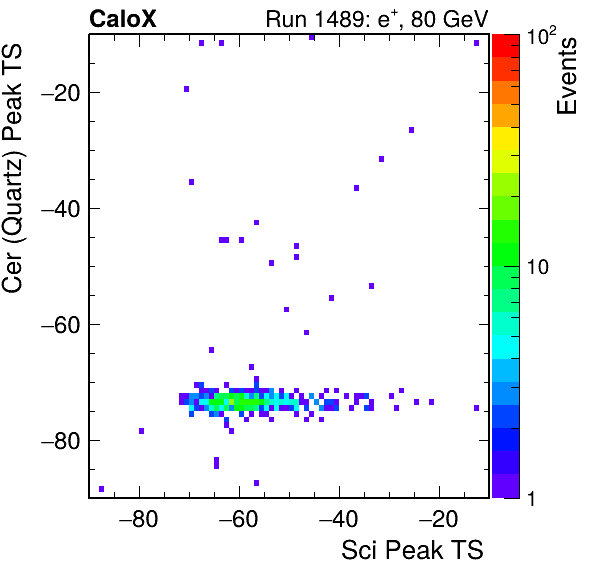 CaloX
Run 1489: e⁺, 80 GeV
Cer (Quartz) Peak TS
−20
−40
−60
−80
−80
−60
−40
−20
Sci Peak TS
10²
10
1
Events